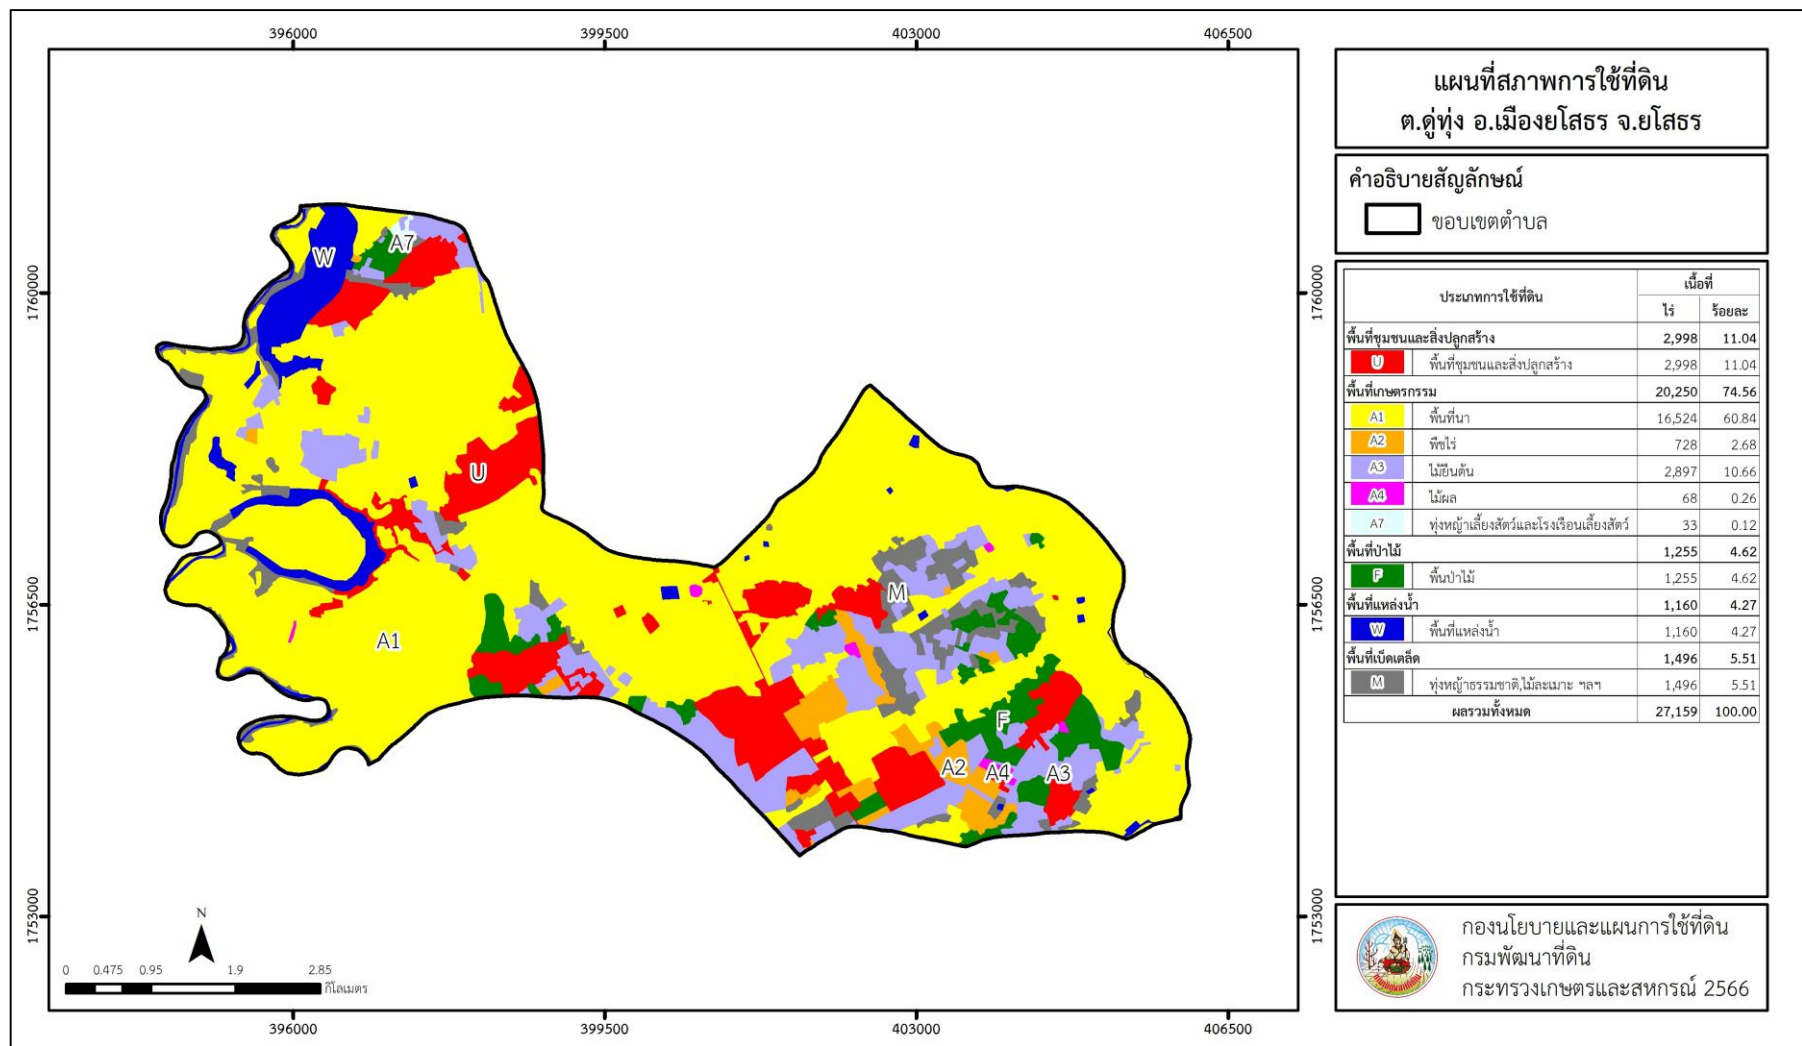 396000 399500 403000 406500
1760000 1760000
1756500 1756500
1753000 1753000
396000 399500 403000 406500
W
A7
U
A1
M
F
A2
A4
A3
N
0 0.475 0.95 1.9 2.85
กิโลเมตร
แผนที่สภาพการใช้ที่ดิน
ต.ดู่ทุ่ง อ.เมืองยโสธร จ.ยโสธร
คำอธิบายสัญลักษณ์
ขอบเขตตำบล
ประเภทการใช้ที่ดิน เนื้อที่
ไร่ ร้อยละ
พื้นที่ชุมชนและสิ่งปลูกสร้าง 2,998 11.04
U พื้นที่ชุมชนและสิ่งปลูกสร้าง 2,998 11.04
พื้นที่เกษตรกรรม 20,250 74.56
A1 พื้นที่นา 16,524 60.84
A2 พืชไร่ 728 2.68
A3 ไม้ยืนต้น 2,897 10.66
A4 ไม้ผล 68 0.26
A7 ทุ่งหญ้าเลี้ยงสัตว์และโรงเรือนเลี้ยงสัตว์ 33 0.12
พื้นที่ป่าไม้ 1,255 4.62
F พื้นป่าไม้ 1,255 4.62
พื้นที่แหล่งน้ำ 1,160 4.27
W พื้นที่แหล่งน้ำ 1,160 4.27
พื้นที่เบ็ดเตล็ด 1,496 5.51
M ทุ่งหญ้าธรรมชาติ,ไม้ละเมาะ ฯลฯ 1,496 5.51
ผลรวมทั้งหมด 27,159 100.00
กองนโยบายและแผนการใช้ที่ดิน
กรมพัฒนาที่ดิน
กระทรวงเกษตรและสหกรณ์ 2566